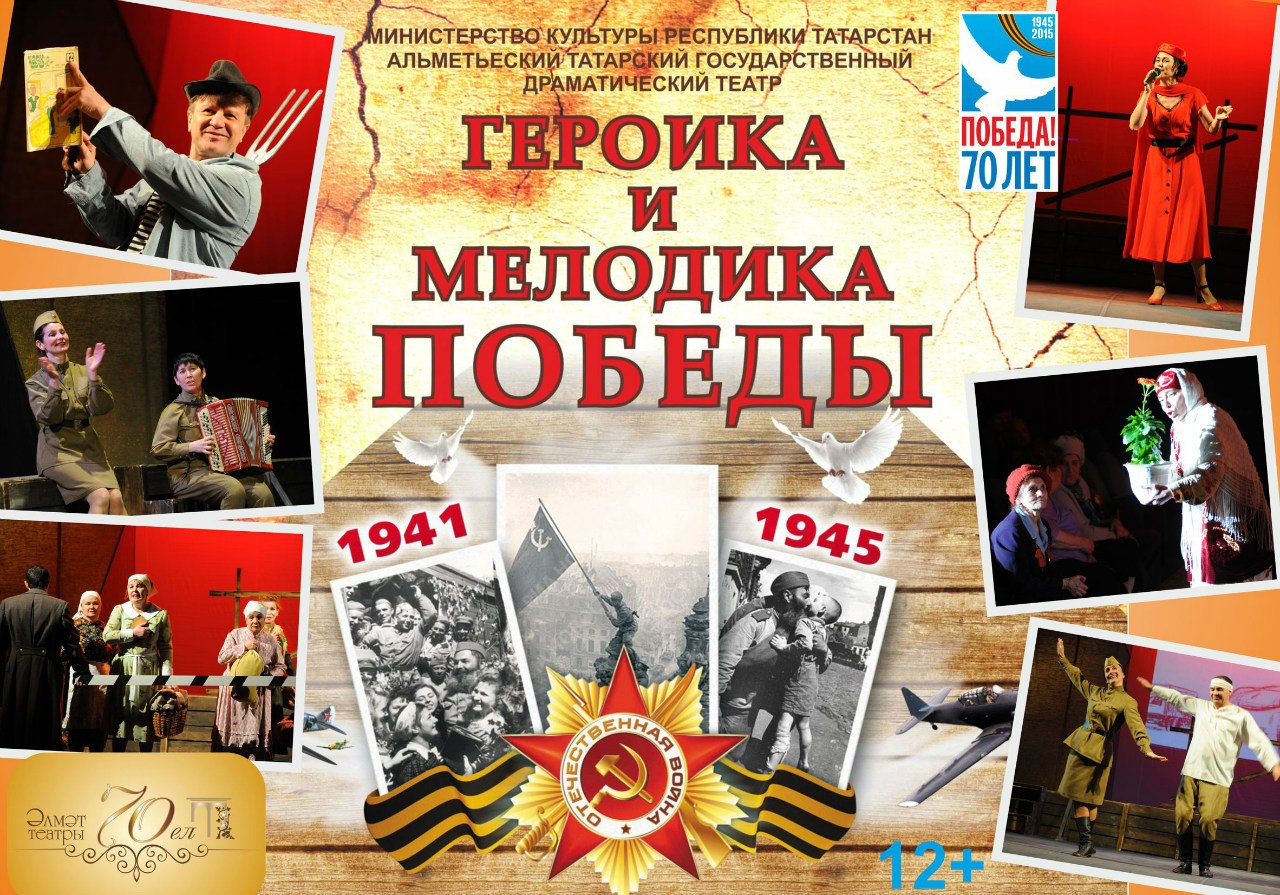 МИНИСТЕРСТВО КУЛЬТУРЫ РЕСПУБЛИКИ ТАТАРСТАН
АЛЬМЕТЬЕСКИЙ ТАТАРСКИЙ ГОСУДАРСТВЕННЫЙ
ДРАМАТИЧЕСКИЙ ТЕАТР
1945
2015
ПОБЕДА!
70 ЛЕТ
ГЕРОИКА
И
МЕЛОДИКА
ПОБЕДЫ
1941
1945
ОТЕЧЕСТВЕННАЯ ВОЙНА
Әлмәт
театры
70 ел
12+